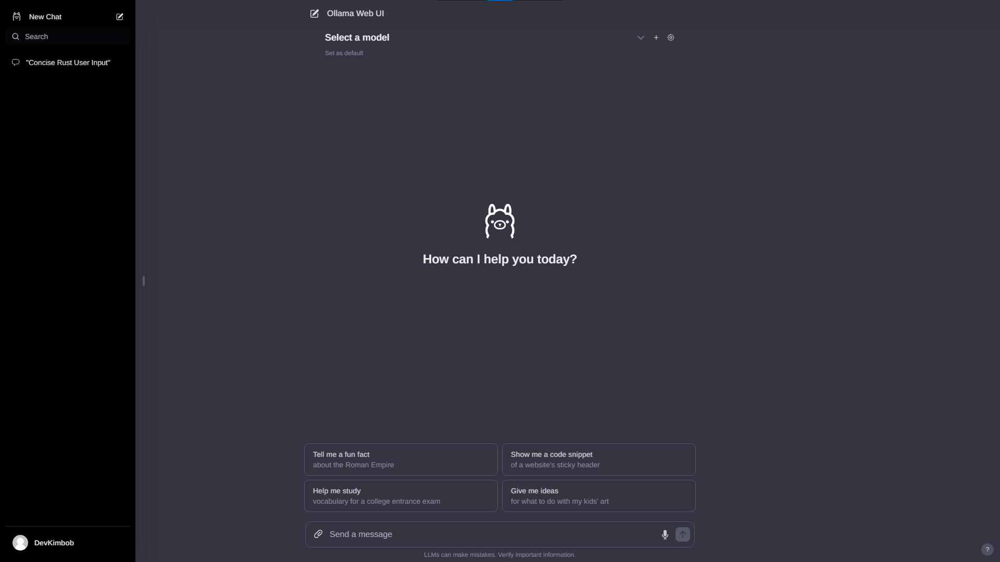 New Chat
Search
"Concise Rust User Input"
DevKimbob
Ollama Web UI
Select a model
Set as default
How can I help you today?
Tell me a fun fact
about the Roman Empire
Show me a code snippet
of a website's sticky header
Help me study
vocabulary for a college entrance exam
Give me ideas
for what to do with my kids' art
Send a message
LLMs can make mistakes. Verify important information.
?